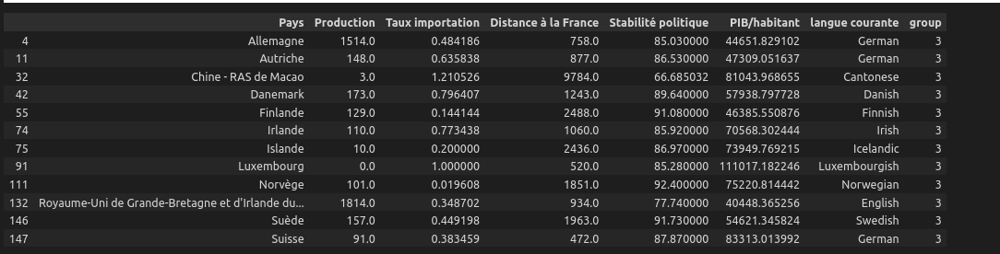 Pays Production Taux importation Distance à la France Stabilité politique PIB/habitant langue courante group
4 Allemagne 1514.0 0.484186 758.0 85.030000 44651.829102 German 3
11 Autriche 148.0 0.635838 877.0 86.530000 47309.051637 German 3
32 Chine - RAS de Macao 3.0 1.210526 9784.0 66.685032 81043.968655 Cantonese 3
42 Danemark 173.0 0.796407 1243.0 89.640000 57938.797728 Danish 3
55 Finlande 129.0 0.144144 2488.0 91.080000 46385.550876 Finnish 3
74 Irlande 110.0 0.773438 1060.0 85.920000 70568.302444 Irish 3
75 Islande 10.0 0.200000 2436.0 86.970000 73949.769215 Icelandic 3
91 Luxembourg 0.0 1.000000 520.0 85.280000 111017.182246 Luxembourgish 3
111 Norvège 101.0 0.019608 1851.0 92.400000 75220.814442 Norwegian 3
132 Royaume-Uni de Grande-Bretagne et d'Irlande du... 1814.0 0.348702 934.0 77.740000 40448.365256 English 3
146 Suède 157.0 0.449198 1963.0 91.730000 54621.345824 Swedish 3
147 Suisse 91.0 0.383459 472.0 87.870000 83313.013992 German 3